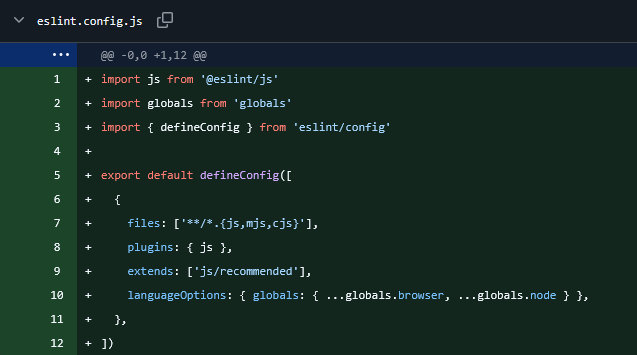 eslint.config.js
... @@ -0,0 +1,12 @@
1 + import js from '@eslint/js'
2 + import globals from 'globals'
3 + import { defineConfig } from 'eslint/config'
4 +
5 + export default defineConfig([
6 +   {
7 +     files: ['**/*.{js,mjs,cjs}'],
8 +     plugins: { js },
9 +     extends: ['js/recommended'],
10 +     languageOptions: { globals: { ...globals.browser, ...globals.node } },
11 +   },
12 + ])